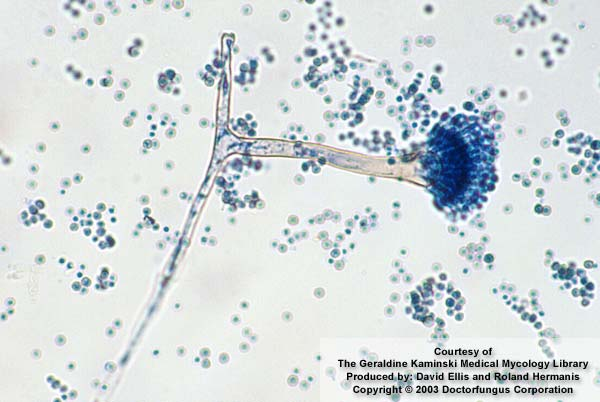 Courtesy of
The Geraldine Kaminski Medical Mycology Library
Produced by: David Ellis and Roland Hermanis
Copyright © 2003 Doctorfungus Corporation